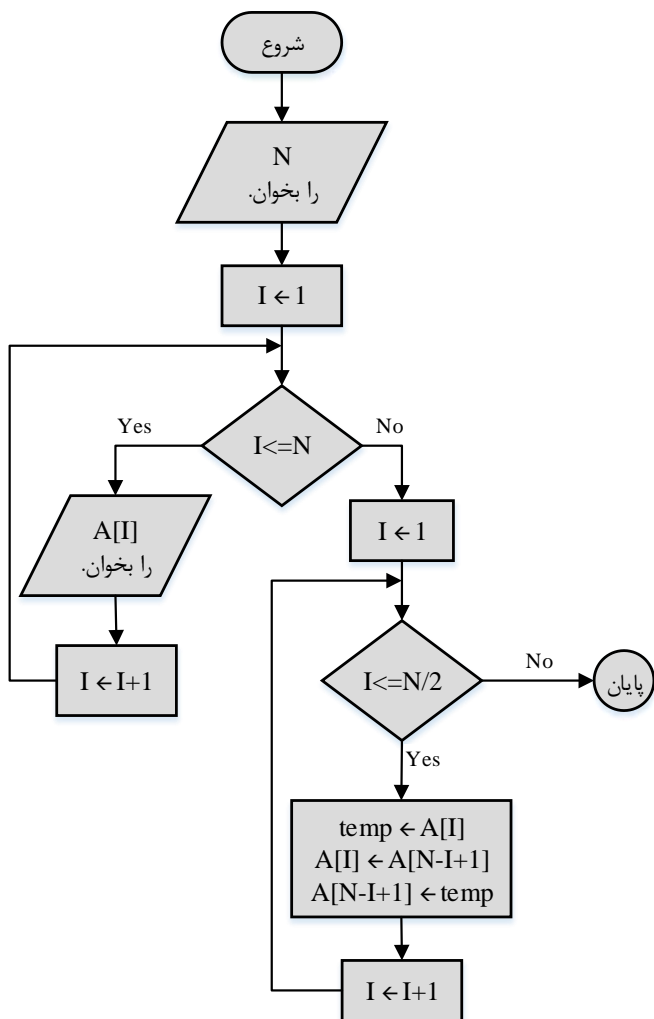 شروع
N
را بخوان.
I ← 1
I<=N
Yes
No
A[I]
را بخوان.
I ← I+1
I ← 1
I<=N/2
No
پایان
Yes
temp ← A[I]
A[I] ← A[N-I+1]
A[N-I+1] ← temp
I ← I+1